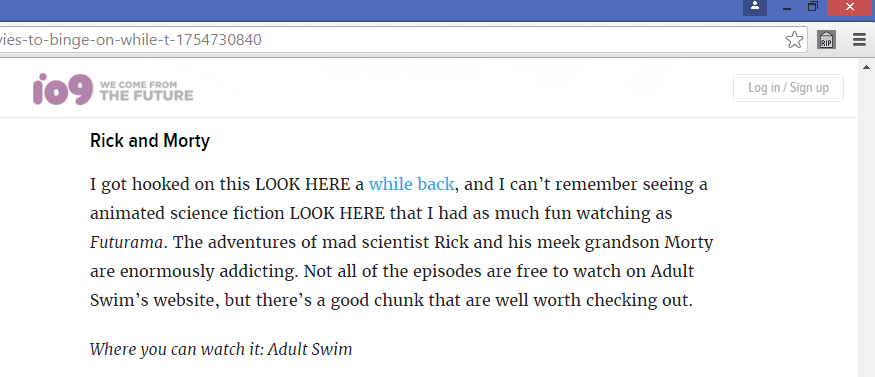 vies-to-binge-on-while-t-1754730840
RIP
io9 WE COME FROM
THE FUTURE
Log in / Sign up
Rick and Morty
I got hooked on this LOOK HERE a while back, and I can’t remember seeing a
animated science fiction LOOK HERE that I had as much fun watching as
Futurama. The adventures of mad scientist Rick and his meek grandson Morty
are enormously addicting. Not all of the episodes are free to watch on Adult
Swim’s website, but there’s a good chunk that are well worth checking out.
Where you can watch it: Adult Swim